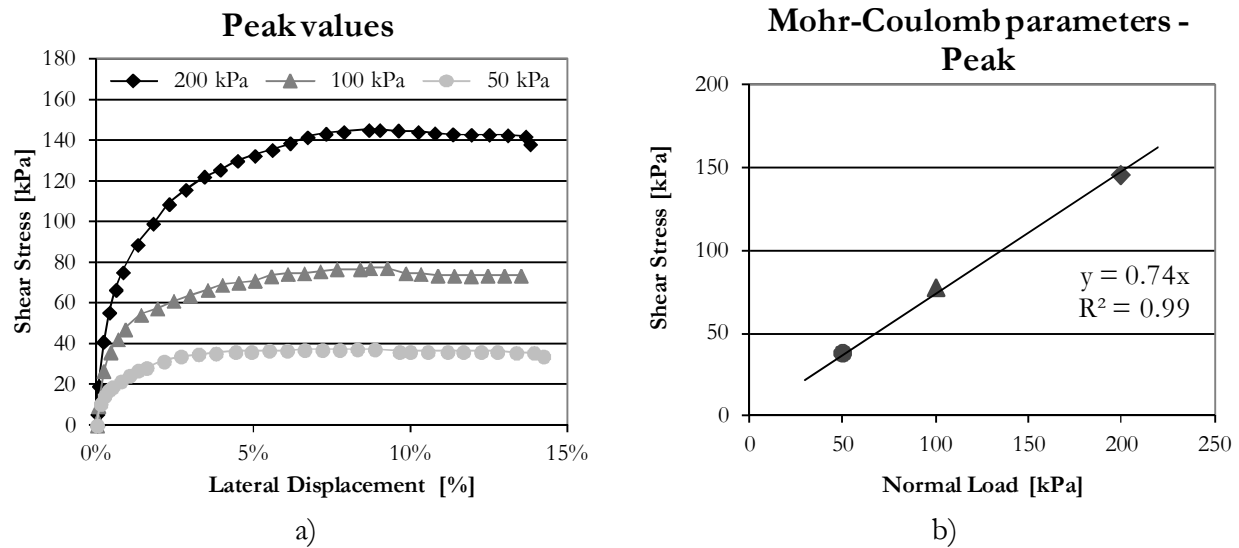 Peak values
180
160
140
120
100
80
60
40
20
0
200 kPa 100 kPa 50 kPa
Shear Stress [kPa]
0% 5% 10% 15%
Lateral Displacement [%]
a)
Mohr-Coulomb parameters -
Peak
200
150
100
50
0
Shear Stress [kPa]
y = 0.74x
R² = 0.99
0 50 100 150 200 250
Normal Load [kPa]
b)